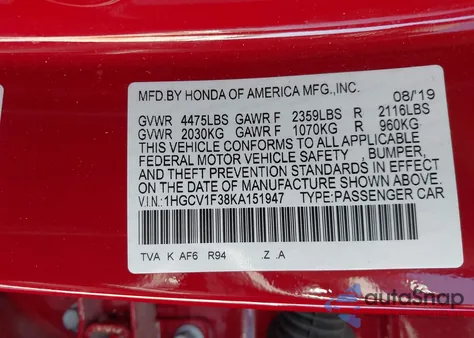 MFD.BY HONDA OF AMERICA MFG.,INC. 08/19
GVWR 4475LBS GAWR F 2359LBS R 2116LBS
GVWR 2030KG GAWR F 1070KG R 960KG
THIS VEHICLE CONFORMS TO ALL APPLICABLE
FEDERAL MOTOR VEHICLE SAFETY , BUMPER,
AND THEFT PREVENTION STANDARDS IN EFFECT
ON THE DATE OF MANUFACTURE SHOWN ABOVE.
V.I.N.:1HGCV1F38KA151947 TYPE:PASSENGER CAR
TVA K AF6 R94 .Z .A
autoSnap